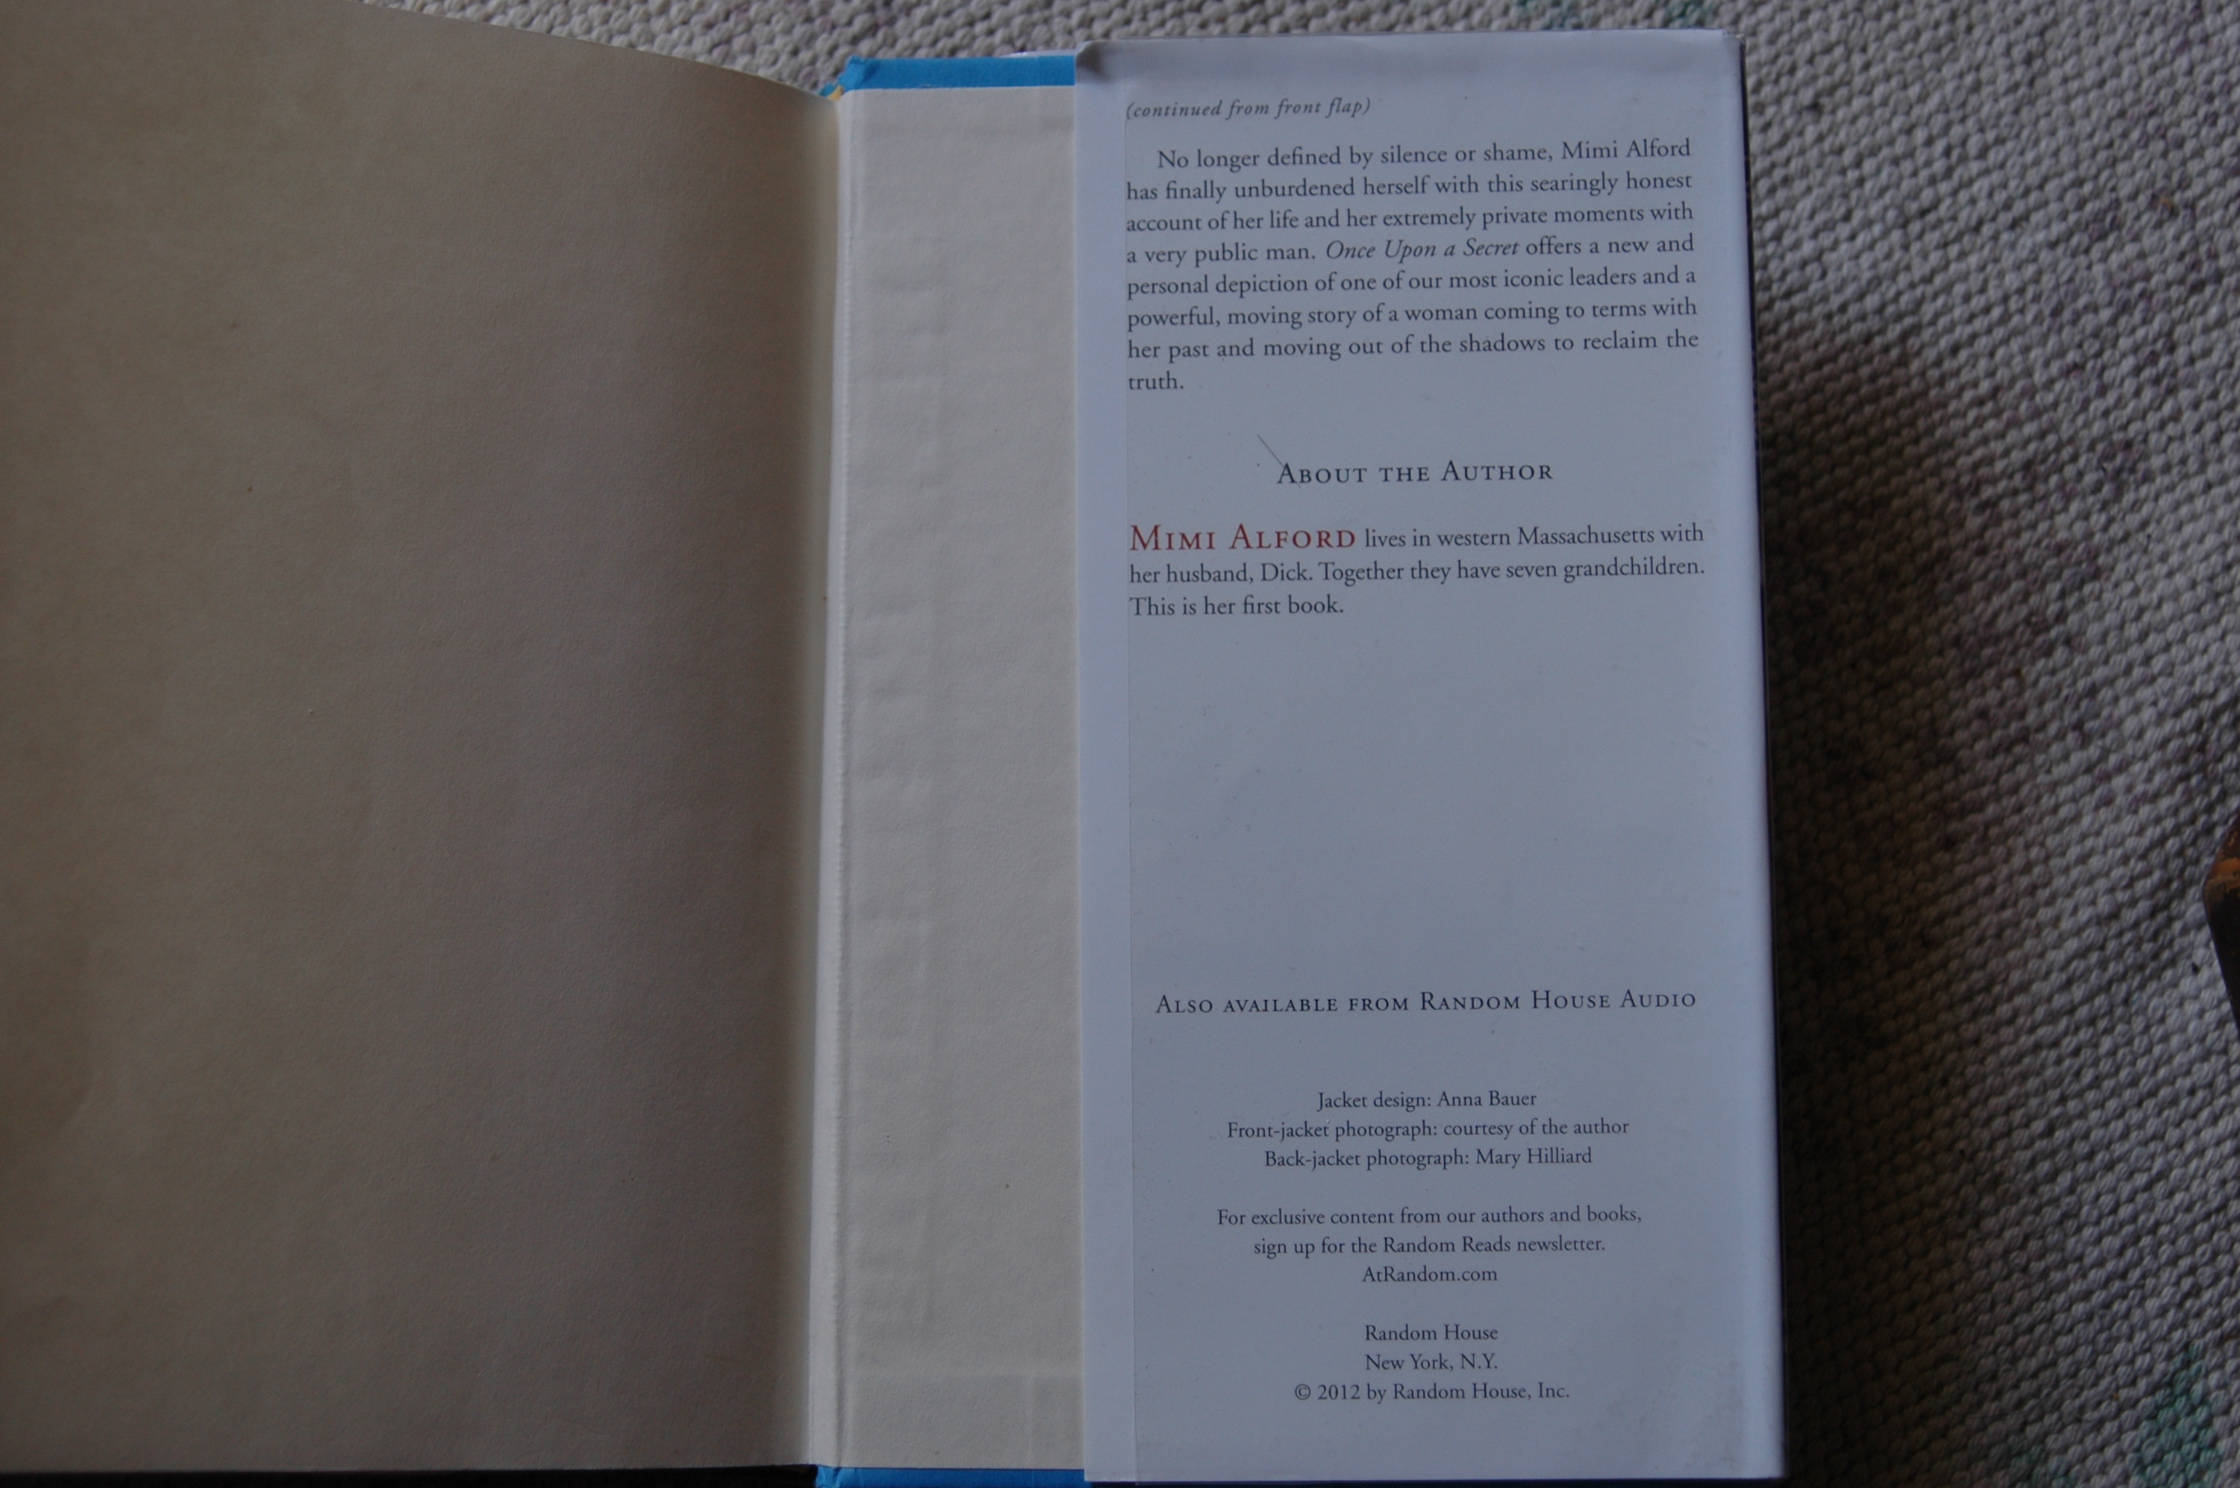 (continued from front flap)
No longer defined by silence or shame, Mimi Alford
has finally unburdened herself with this searingly honest
account of her life and her extremely private moments with
a very public man. Once Upon a Secret offers a new and
personal depiction of one of our most iconic leaders and a
powerful, moving story of a woman coming to terms with
her past and moving out of the shadows to reclaim the
truth.
About the Author
Mimi Alford lives in western Massachusetts with
her husband, Dick. Together they have seven grandchildren.
This is her first book.
Also available from Random House Audio
Jacket design: Anna Bauer
Front-jacket photograph: courtesy of the author
Back-jacket photograph: Mary Hilliard
For exclusive content from our authors and books,
sign up for the Random Reads newsletter.
AtRandom.com
Random House
New York, N.Y.
© 2012 by Random House, Inc.